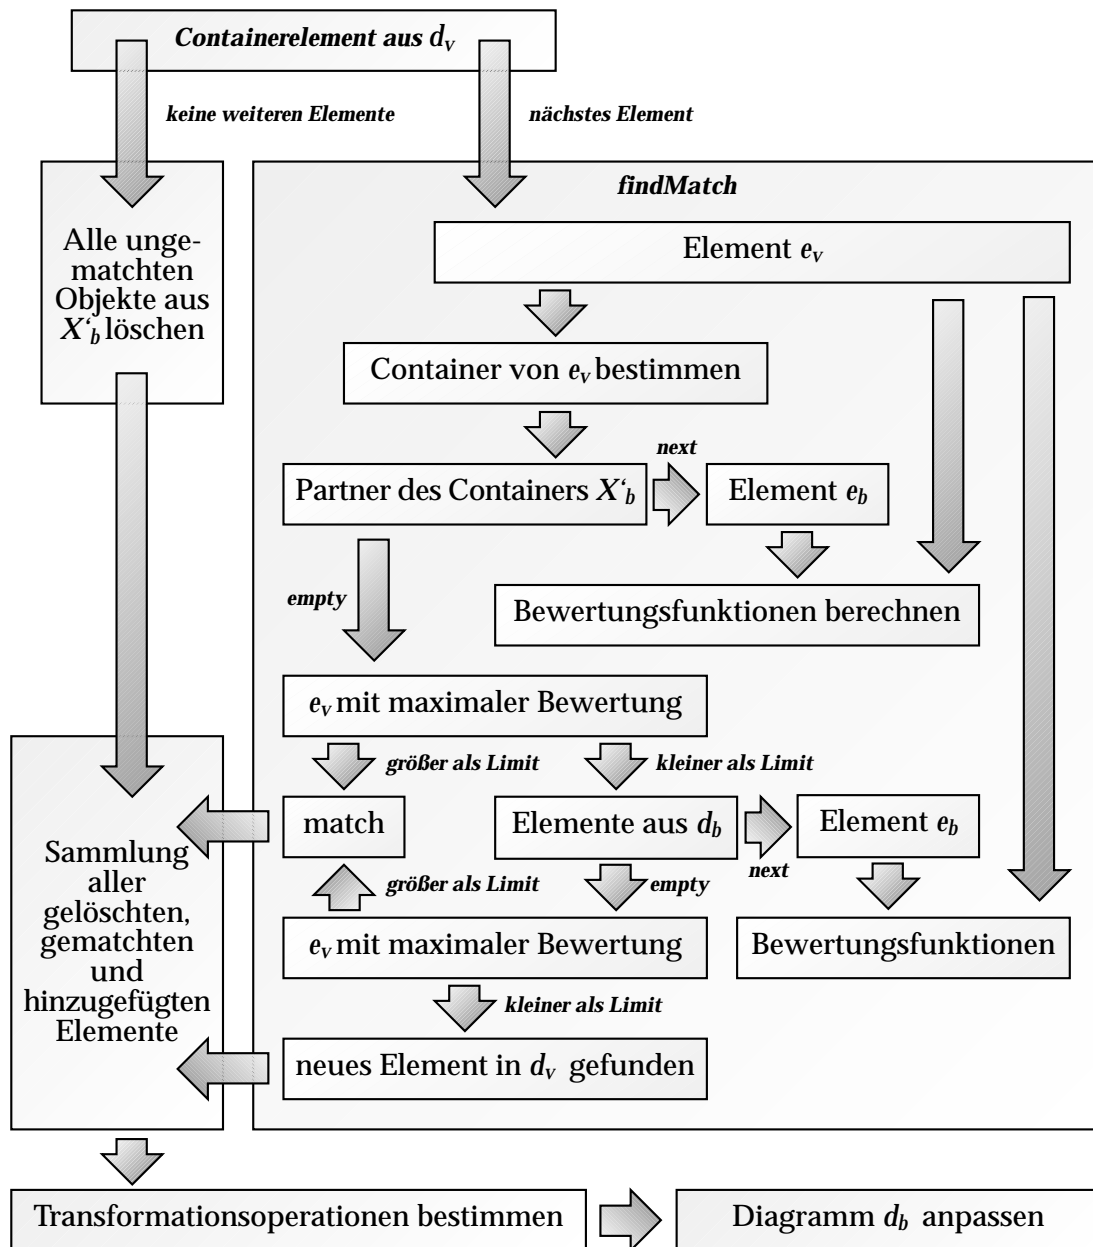 Containerelement aus dv
keine weiteren Elemente
nächstes Element
findMatch
Alle unge-
matchten
Objekte aus
X‘b löschen
Element ev
Container von ev bestimmen
next
Partner des Containers X‘b
Element eb
empty
Bewertungsfunktionen berechnen
ev mit maximaler Bewertung
größer als Limit
kleiner als Limit
match
Elemente aus db
Element eb
next
größer als Limit
empty
Sammlung
aller
gelöschten,
gematchten
und
hinzugefügten
Elemente
ev mit maximaler Bewertung
Bewertungsfunktionen
kleiner als Limit
neues Element in dv gefunden
Transformationsoperationen bestimmen
Diagramm db anpassen